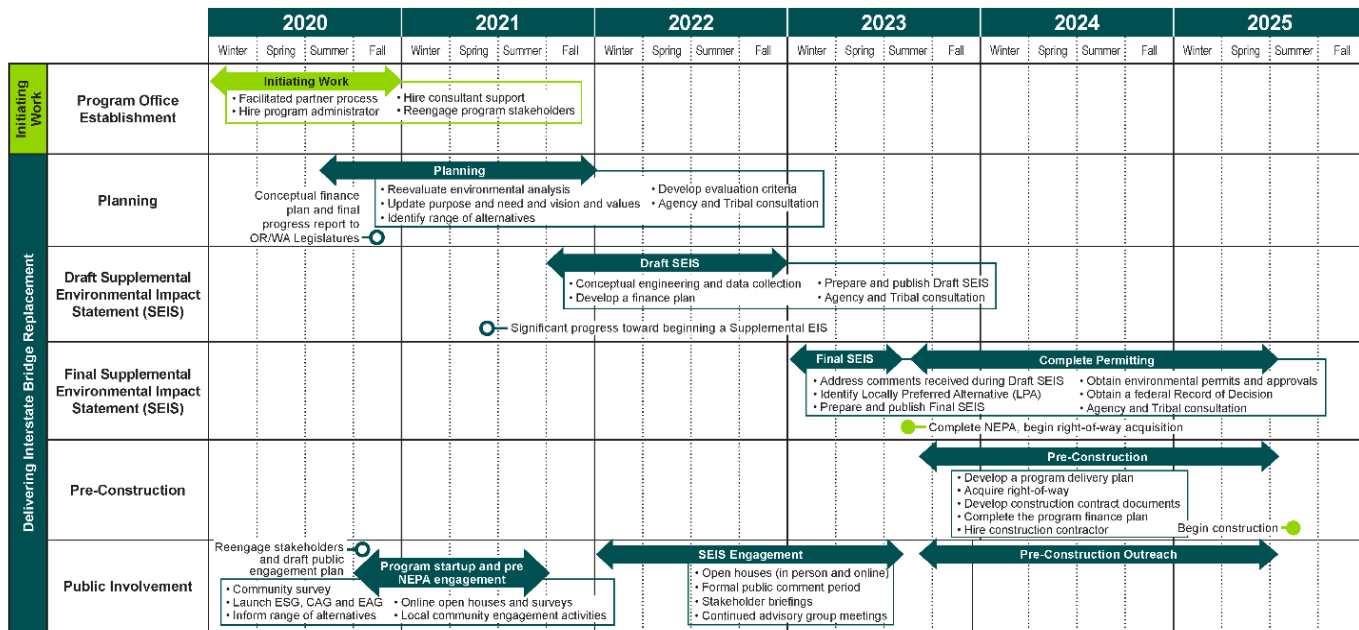 2020 2021 2022 2023 2024 2025
Winter Spring Summer Fall Winter Spring Summer Fall Winter Spring Summer Fall Winter Spring Summer Fall Winter Spring Summer Fall Winter Spring Summer Fall
Initiating
Work
Program Office
Establishment
Initiating Work
• Facilitated partner process
• Hire program administrator
• Hire consultant support
• Reengage program stakeholders
Delivering Interstate Bridge Replacement
Planning
Planning
Conceptual finance
plan and final
progress report to
OR/WA Legislatures
• Reevaluate environmental analysis
• Update purpose and need and vision and values
• Identify range of alternatives
• Develop evaluation criteria
• Agency and Tribal consultation
Draft Supplemental
Environmental Impact
Statement (SEIS)
Draft SEIS
• Conceptual engineering and data collection
• Develop a finance plan
• Prepare and publish Draft SEIS
• Agency and Tribal consultation
Significant progress toward beginning a Supplemental EIS
Final Supplemental
Environmental Impact
Statement (SEIS)
Final SEIS
Complete Permitting
• Address comments received during Draft SEIS
• Identify Locally Preferred Alternative (LPA)
• Prepare and publish Final SEIS
• Obtain environmental permits and approvals
• Obtain a federal Record of Decision
• Agency and Tribal consultation
Complete NEPA, begin right-of-way acquisition
Pre-Construction
Pre-Construction
• Develop a program delivery plan
• Acquire right-of-way
• Develop construction contract documents
• Complete the program finance plan
• Hire construction contractor
Begin construction
Public Involvement
Reengage stakeholders
and draft public
engagement plan
Program startup and pre
NEPA engagement
• Community survey
• Launch ESG, CAG and EAG
• Inform range of alternatives
• Online open houses and surveys
• Local community engagement activities
SEIS Engagement
• Open houses (in person and online)
• Formal public comment period
• Stakeholder briefings
• Continued advisory group meetings
Pre-Construction Outreach